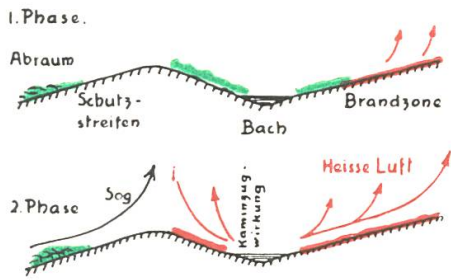 1. Phase.
Abraum
Schutz-
streifen
Bach
Brandzone
2. Phase
Sog
Kaminzug-
wirkung
Heisse Luft